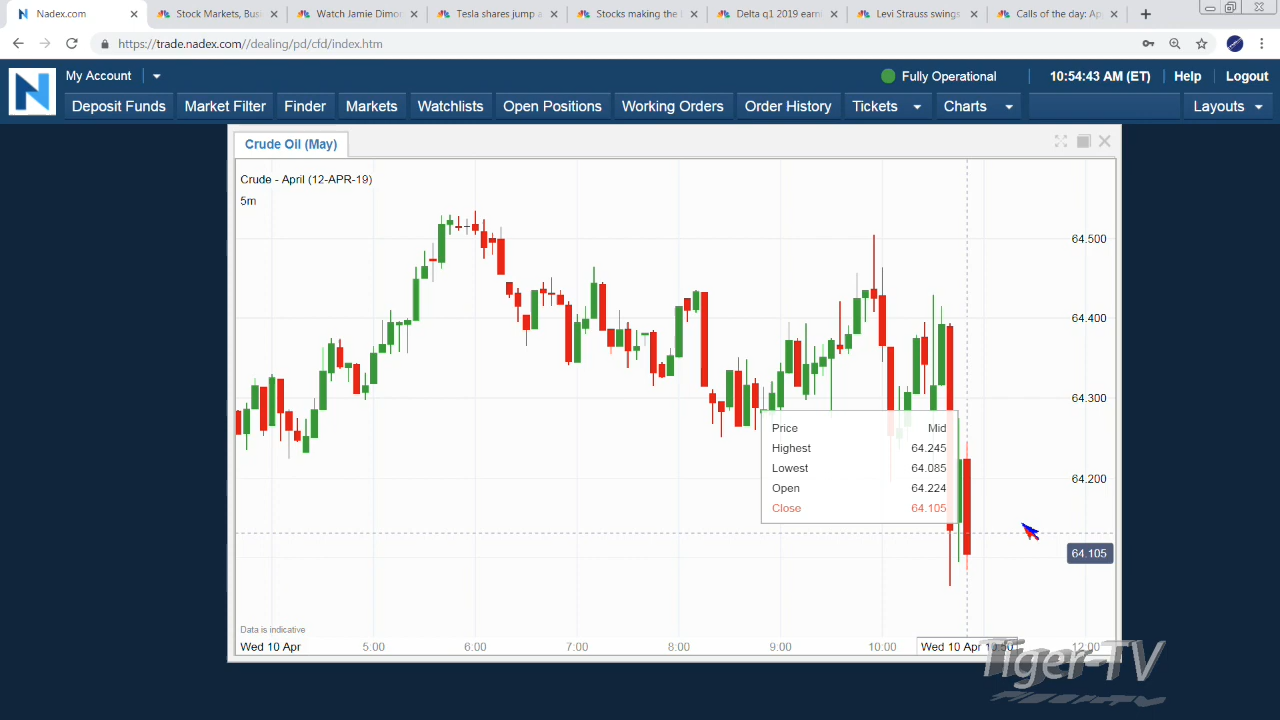 Nadex.com
Stock Markets, Busi
Watch Jamie Dimon
Tesla shares jump a
Stocks making the b
Delta q1 2019 earni
Levi Strauss swings
Calls of the day: Ap
https://trade.nadex.com//dealing/pd/cfd/index.htm
My Account
Fully Operational
10:54:43 AM (ET)
Help
Logout
Deposit Funds
Market Filter
Finder
Markets
Watchlists
Open Positions
Working Orders
Order History
Tickets
Charts
Layouts
Crude Oil (May)
Crude - April (12-APR-19)
5m
64.500
64.400
64.300
64.200
Price Mid
Highest 64.245
Lowest 64.085
Open 64.224
Close 64.105
64.105
Data is indicative
Wed 10 Apr 5:00 6:00 7:00 8:00 9:00 10:00 Wed 10 Apr 10:50 12:00
Tiger-TV